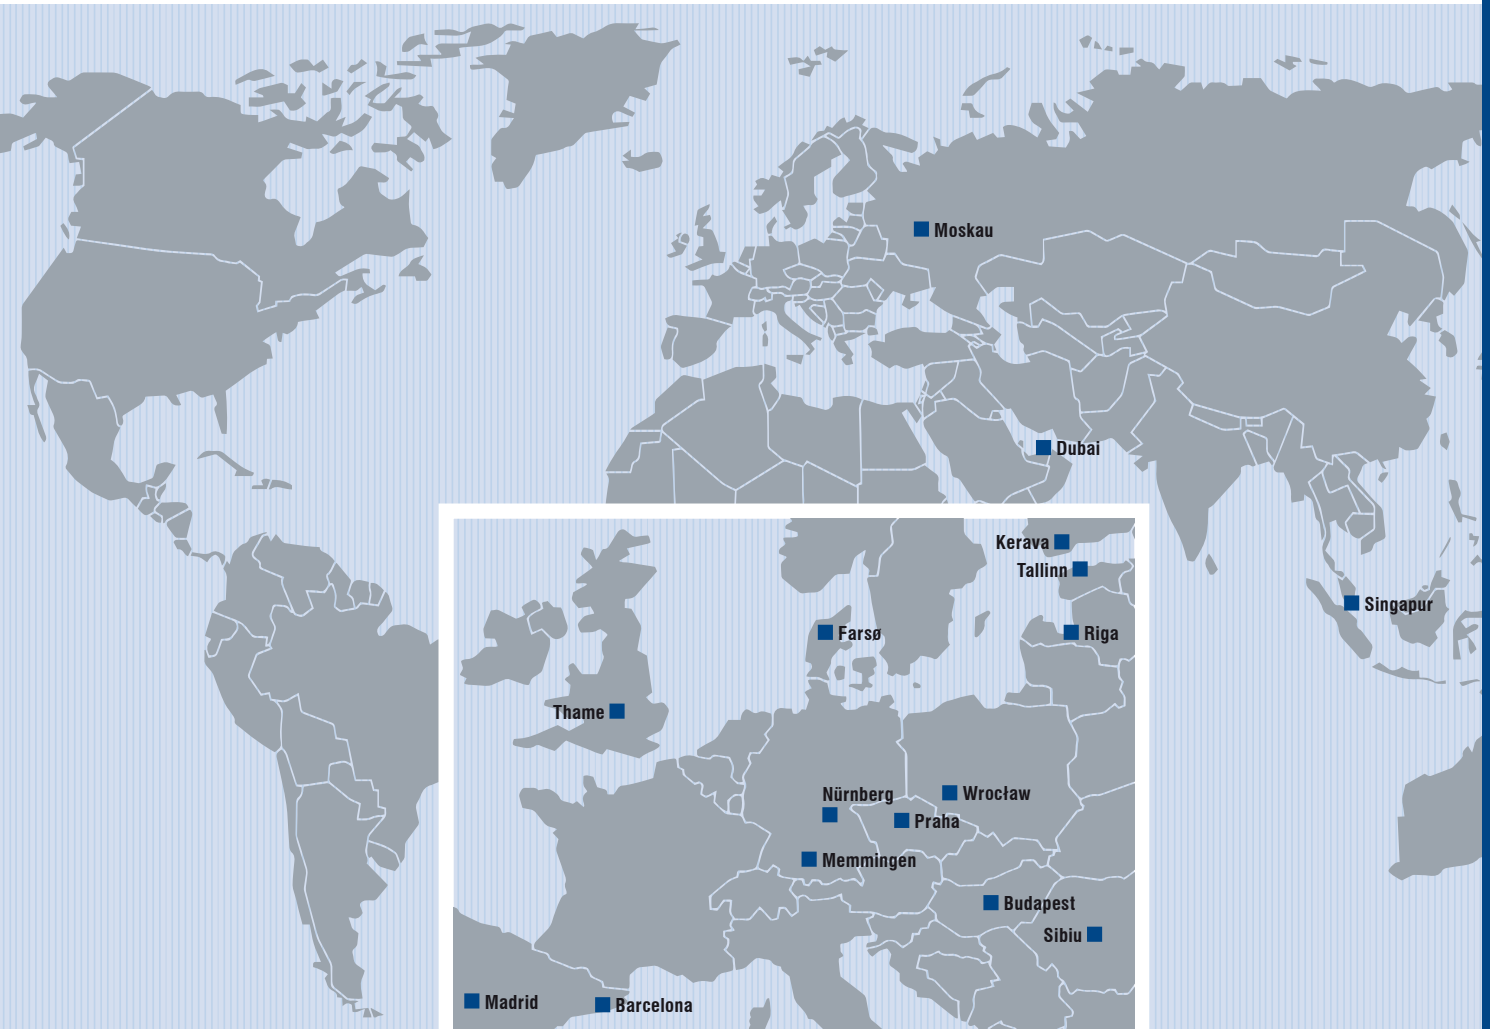 Moskau
Dubai
Kerava
Tallinn
Singapur
Farsø
Riga
Thame
Nürnberg
Wrocław
Praha
Memmingen
Budapest
Sibiu
Madrid
Barcelona